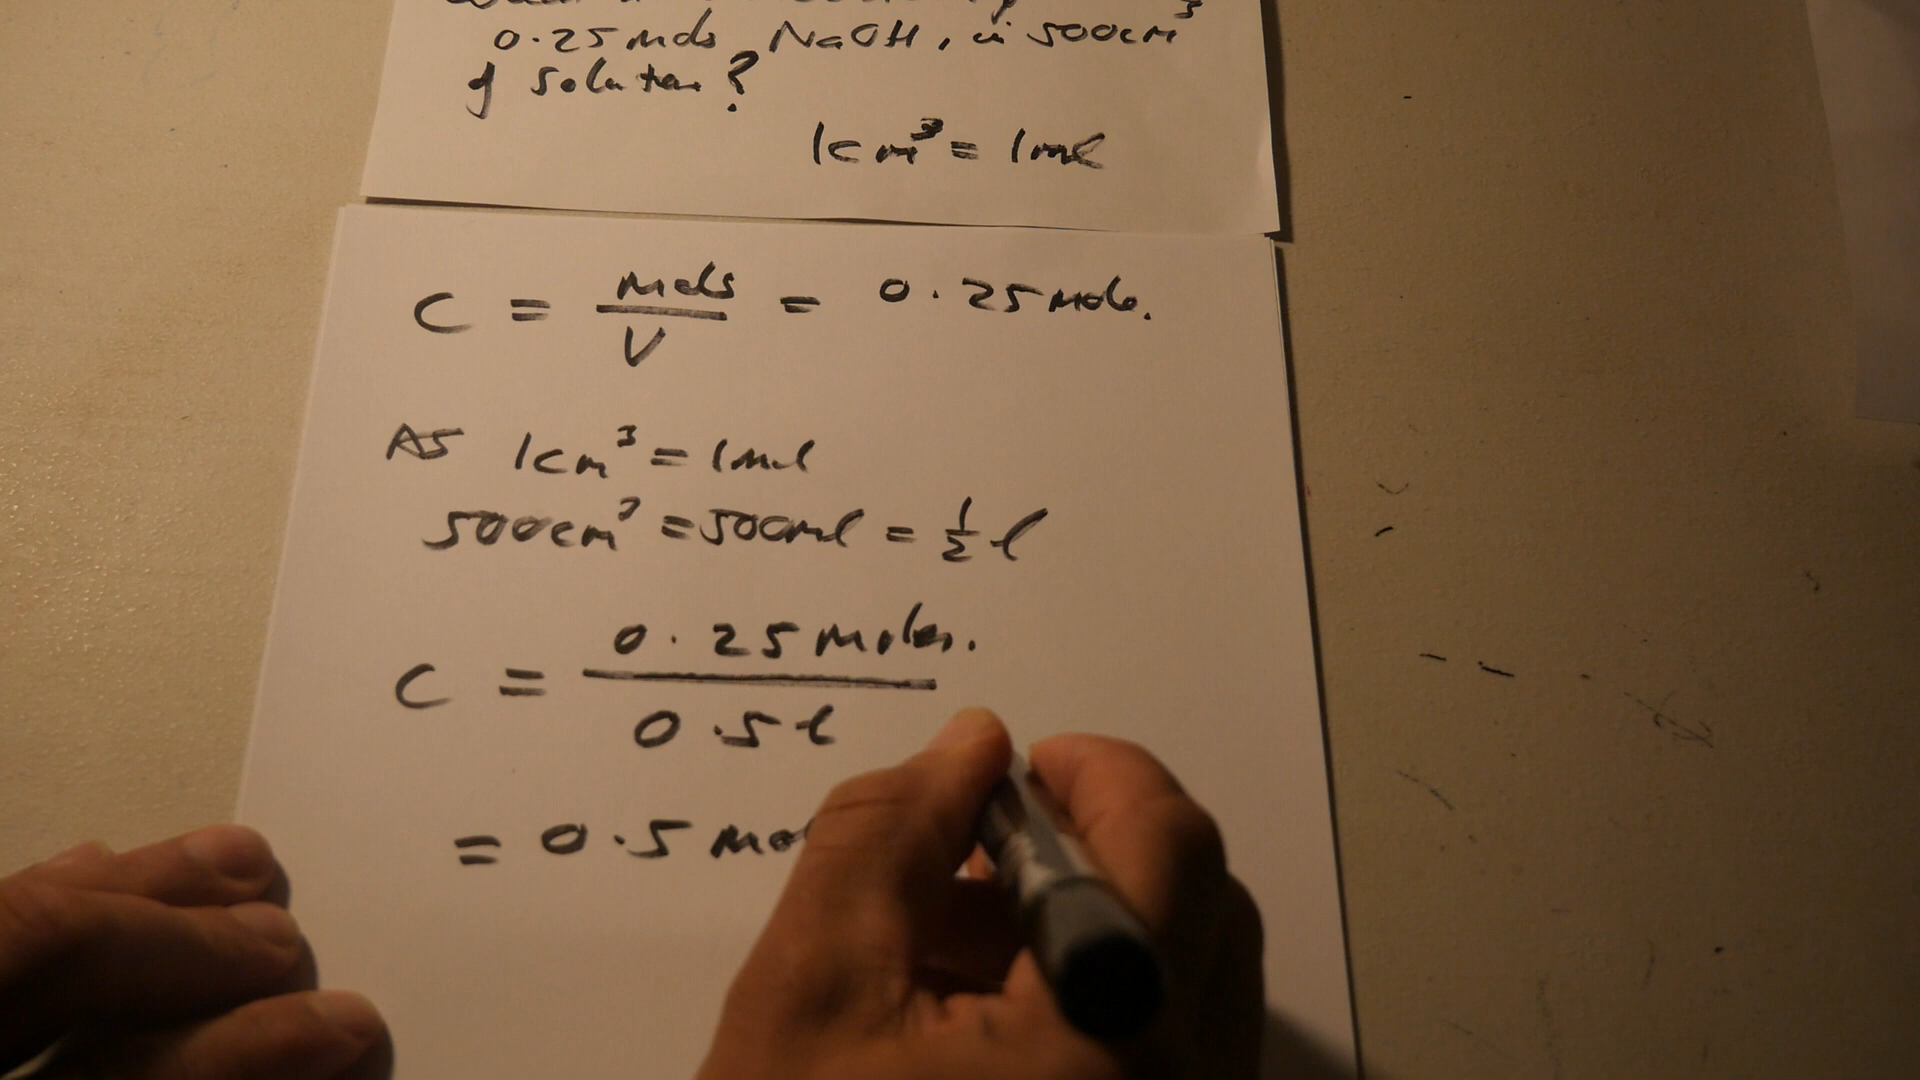 0.25 mols NaOH, in 500cm³
of solution?
1cm³ = 1ml
C = mols/V = 0.25 mols.
AS 1cm³ = 1ml
500cm³ = 500ml = 1/2 l
C = 0.25 moles. / 0.5 l
= 0.5 mo